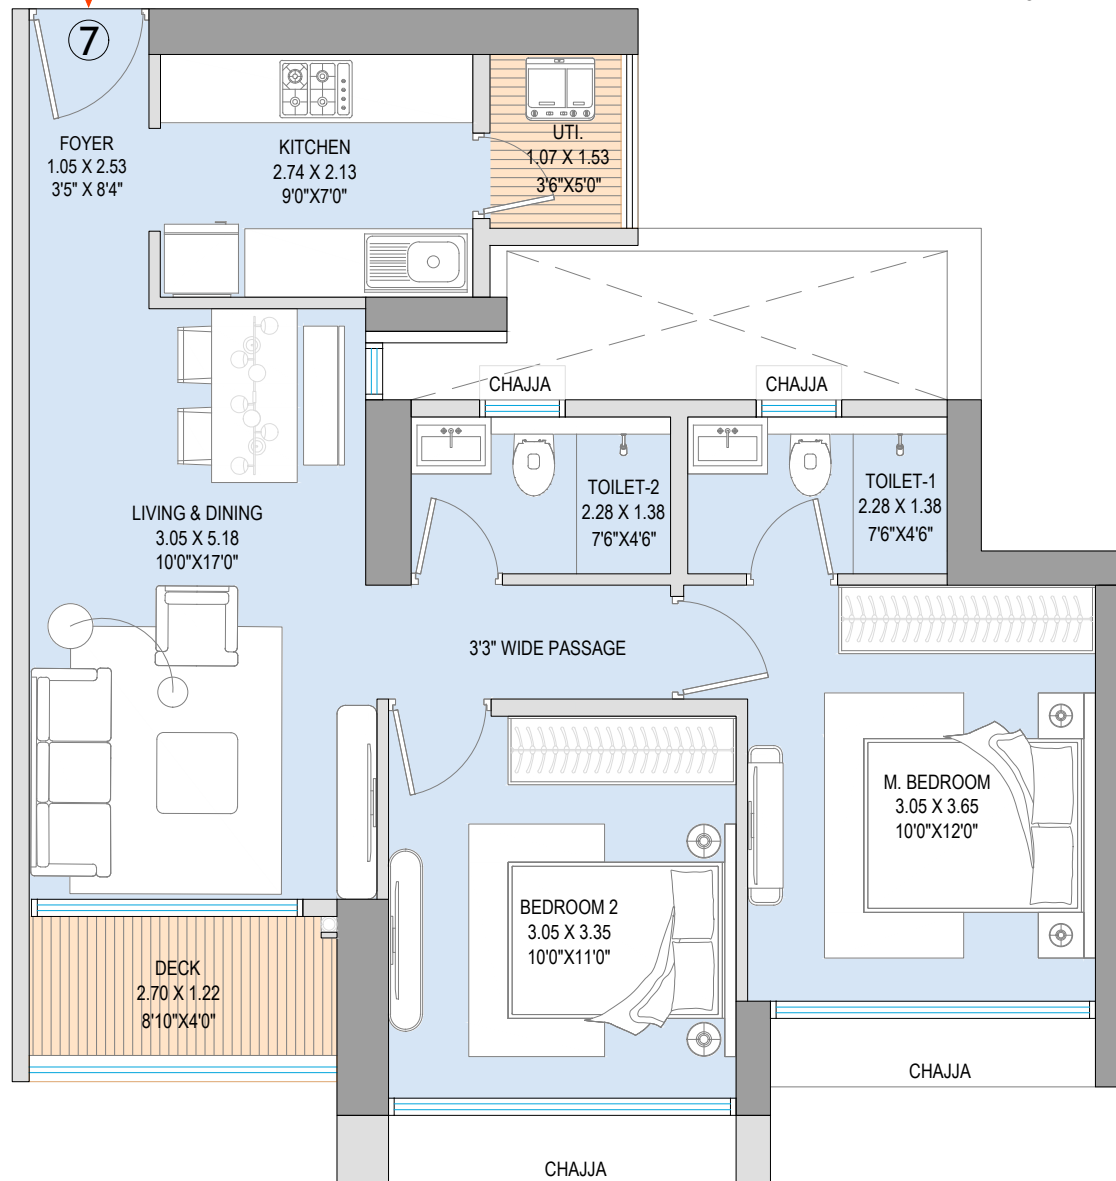 7
FOYER
1.05 X 2.53
3'5" X 8'4"
KITCHEN
2.74 X 2.13
9'0"X7'0"
UTI.
1.07 X 1.53
3'6"X5'0"
CHAJJA
CHAJJA
TOILET-2
2.28 X 1.38
7'6"X4'6"
TOILET-1
2.28 X 1.38
7'6"X4'6"
LIVING & DINING
3.05 X 5.18
10'0"X17'0"
3'3" WIDE PASSAGE
M. BEDROOM
3.05 X 3.65
10'0"X12'0"
BEDROOM 2
3.05 X 3.35
10'0"X11'0"
DECK
2.70 X 1.22
8'10"X4'0"
CHAJJA
CHAJJA